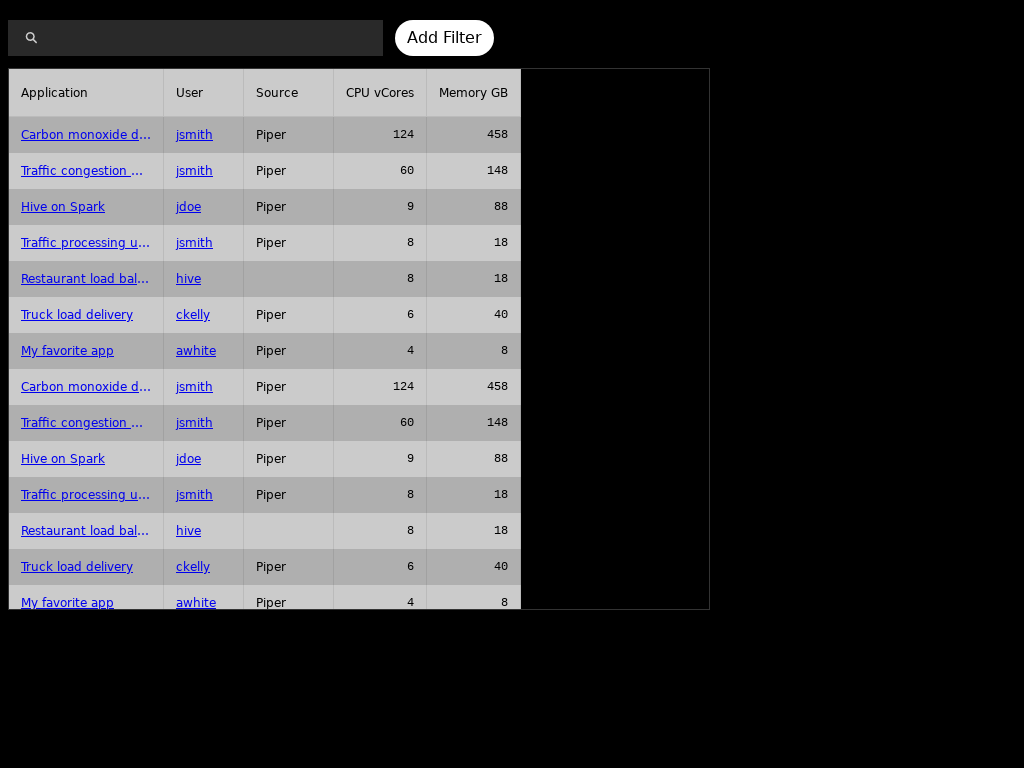 Add Filter
Application User Source CPU vCores Memory GB
Carbon monoxide d... jsmith Piper 124 458
Traffic congestion ... jsmith Piper 60 148
Hive on Spark jdoe Piper 9 88
Traffic processing u... jsmith Piper 8 18
Restaurant load bal... hive 8 18
Truck load delivery ckelly Piper 6 40
My favorite app awhite Piper 4 8
Carbon monoxide d... jsmith Piper 124 458
Traffic congestion ... jsmith Piper 60 148
Hive on Spark jdoe Piper 9 88
Traffic processing u... jsmith Piper 8 18
Restaurant load bal... hive 8 18
Truck load delivery ckelly Piper 6 40
My favorite app awhite Piper 4 8